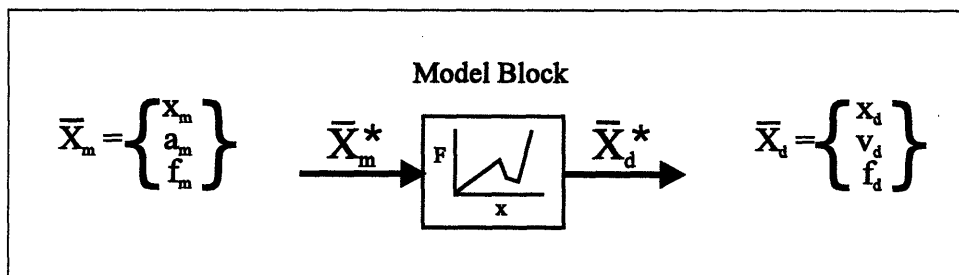 Model Block
X̄ₘ = { xₘ
aₘ
fₘ }
X̄ₘ*
F
x
X̄d*
X̄d = { xd
vd
fd }